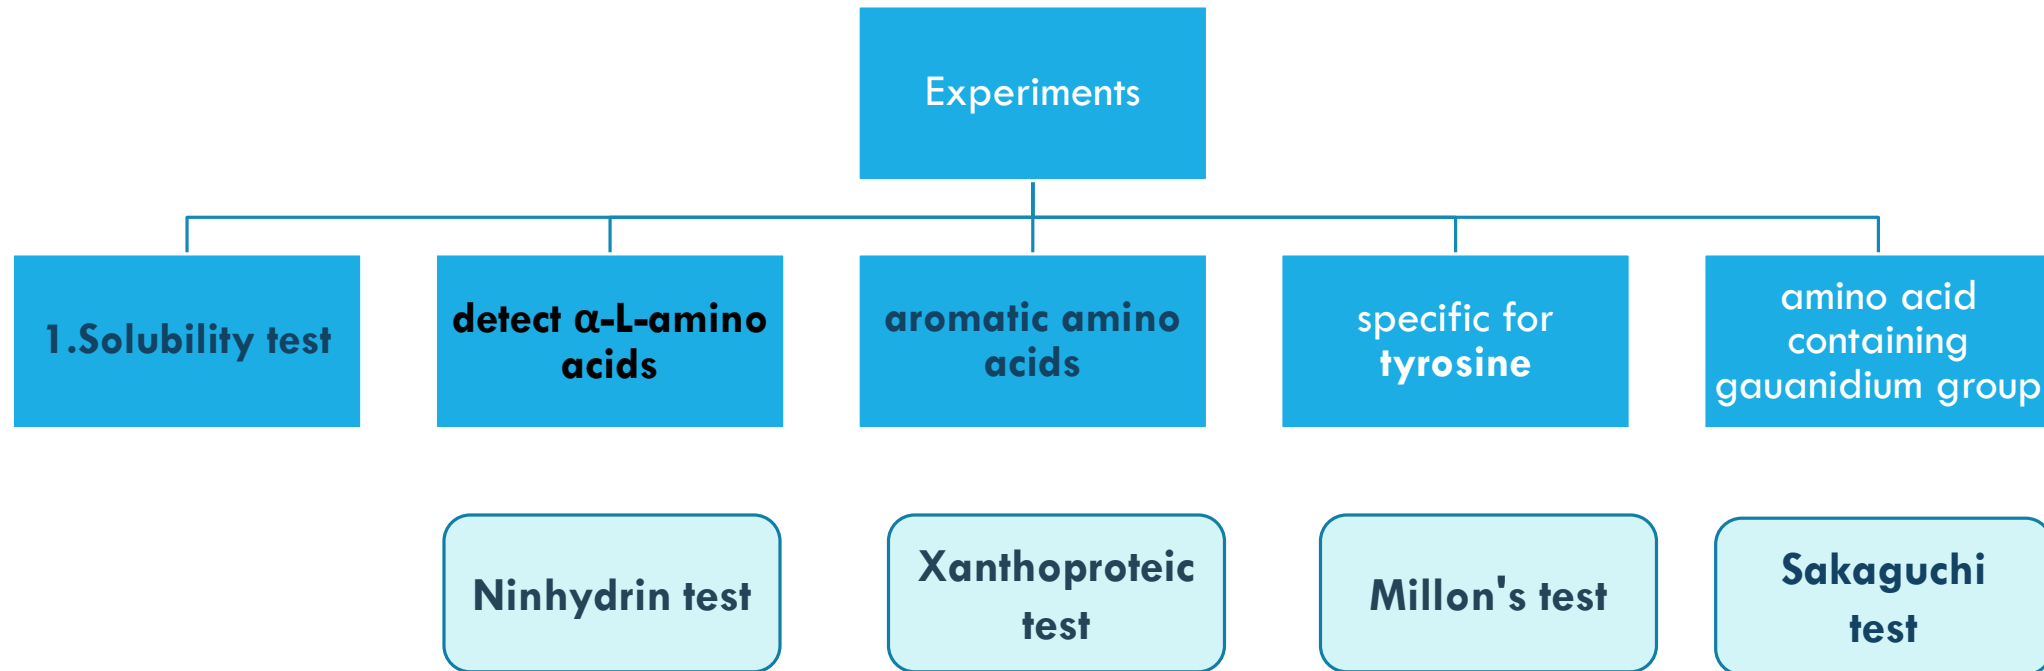 Experiments
1.Solubility test
detect α-L-amino
acids
aromatic amino
acids
specific for
tyrosine
amino acid
containing
gauanidium group
Ninhydrin test
Xanthoproteic
test
Millon's test
Sakaguchi
test